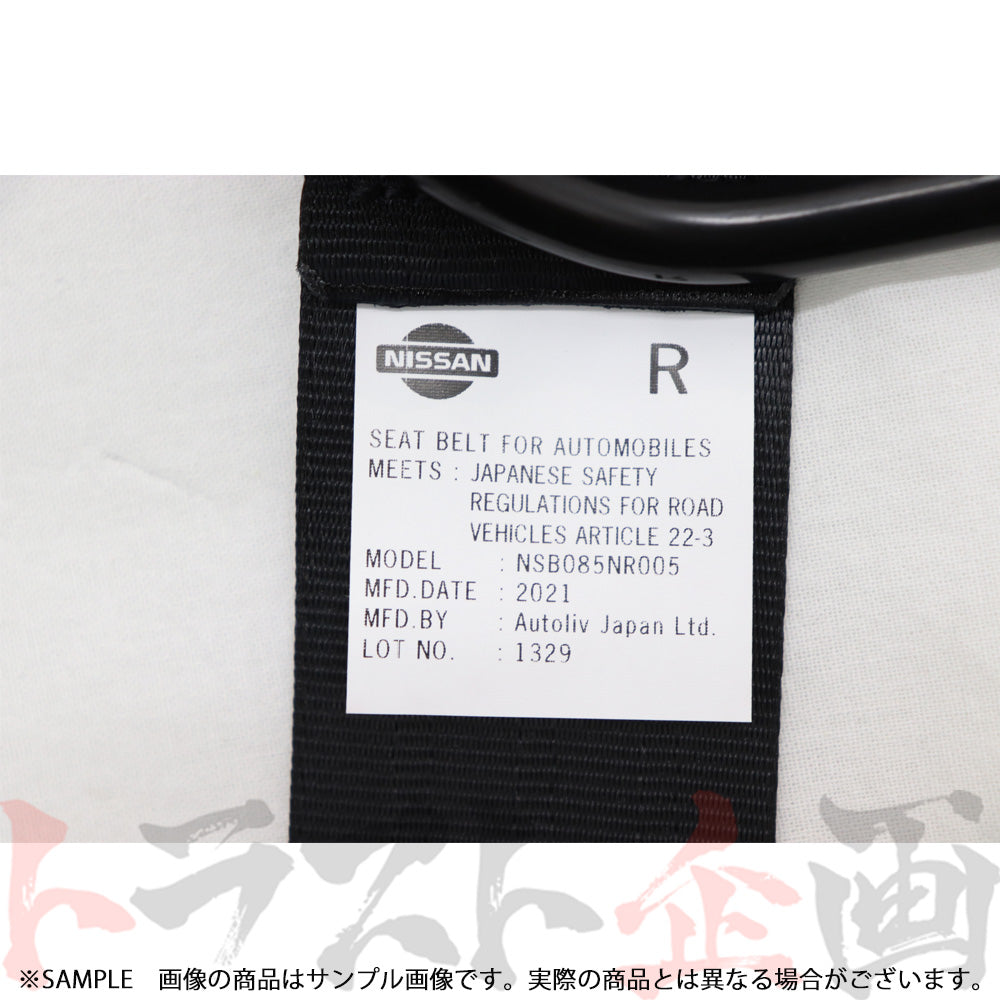 NISSAN
R
SEAT BELT FOR AUTOMOBILES
MEETS : JAPANESE SAFETY
REGULATIONS FOR ROAD
VEHICLES ARTICLE 22-3
MODEL : NSB085NR005
MFD.DATE : 2021
MFD.BY : Autoliv Japan Ltd.
LOT NO. : 1329
トラスト企画
※SAMPLE 画像の商品はサンプル画像です。実際の商品とは異なる場合がございます。